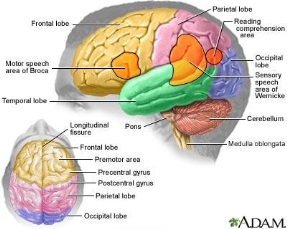 Frontal lobe
Parietal lobe
Reading
comprehension
area
Motor speech
area of Broca
Occipital
lobe
Sensory
speech
area of
Wernicke
Temporal lobe
Pons
Cerebellum
Medulla oblongata
Longitudinal
fissure
Frontal lobe
Premotor area
Precentral gyrus
Postcentral gyrus
Parietal lobe
Occipital lobe
ADAM.